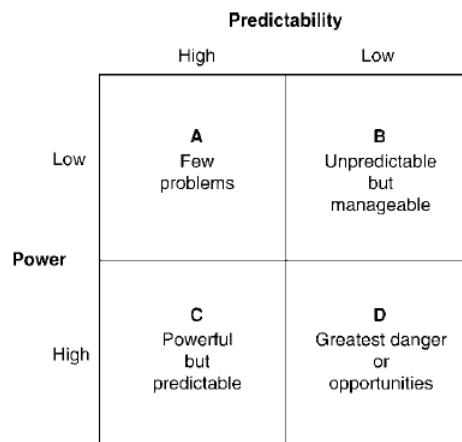 Predictability
High Low
A
Few
problems
B
Unpredictable
but
manageable
Low
Power
C
Powerful
but
predictable
D
Greatest danger
or
opportunities
High